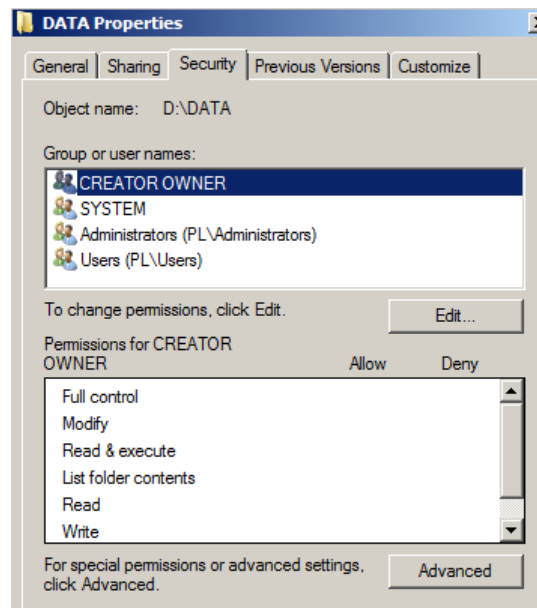 DATA Properties
General Sharing Security Previous Versions Customize
Object name: D:\DATA
Group or user names:
CREATOR OWNER
SYSTEM
Administrators (PL\Administrators)
Users (PL\Users)
To change permissions, click Edit.
Edit...
Permissions for CREATOR
OWNER Allow Deny
Full control
Modify
Read & execute
List folder contents
Read
Write
For special permissions or advanced settings,
click Advanced.
Advanced